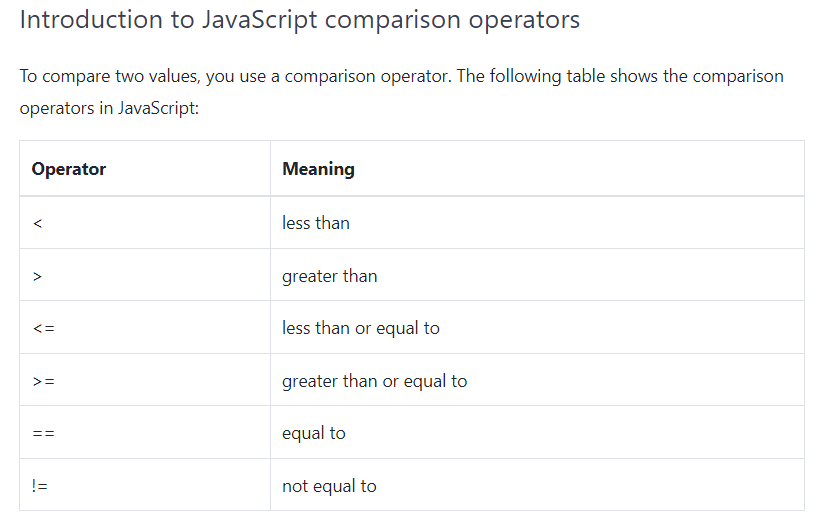 Introduction to JavaScript comparison operators
To compare two values, you use a comparison operator. The following table shows the comparison
operators in JavaScript:
Operator Meaning
< less than
> greater than
<= less than or equal to
>= greater than or equal to
== equal to
!= not equal to